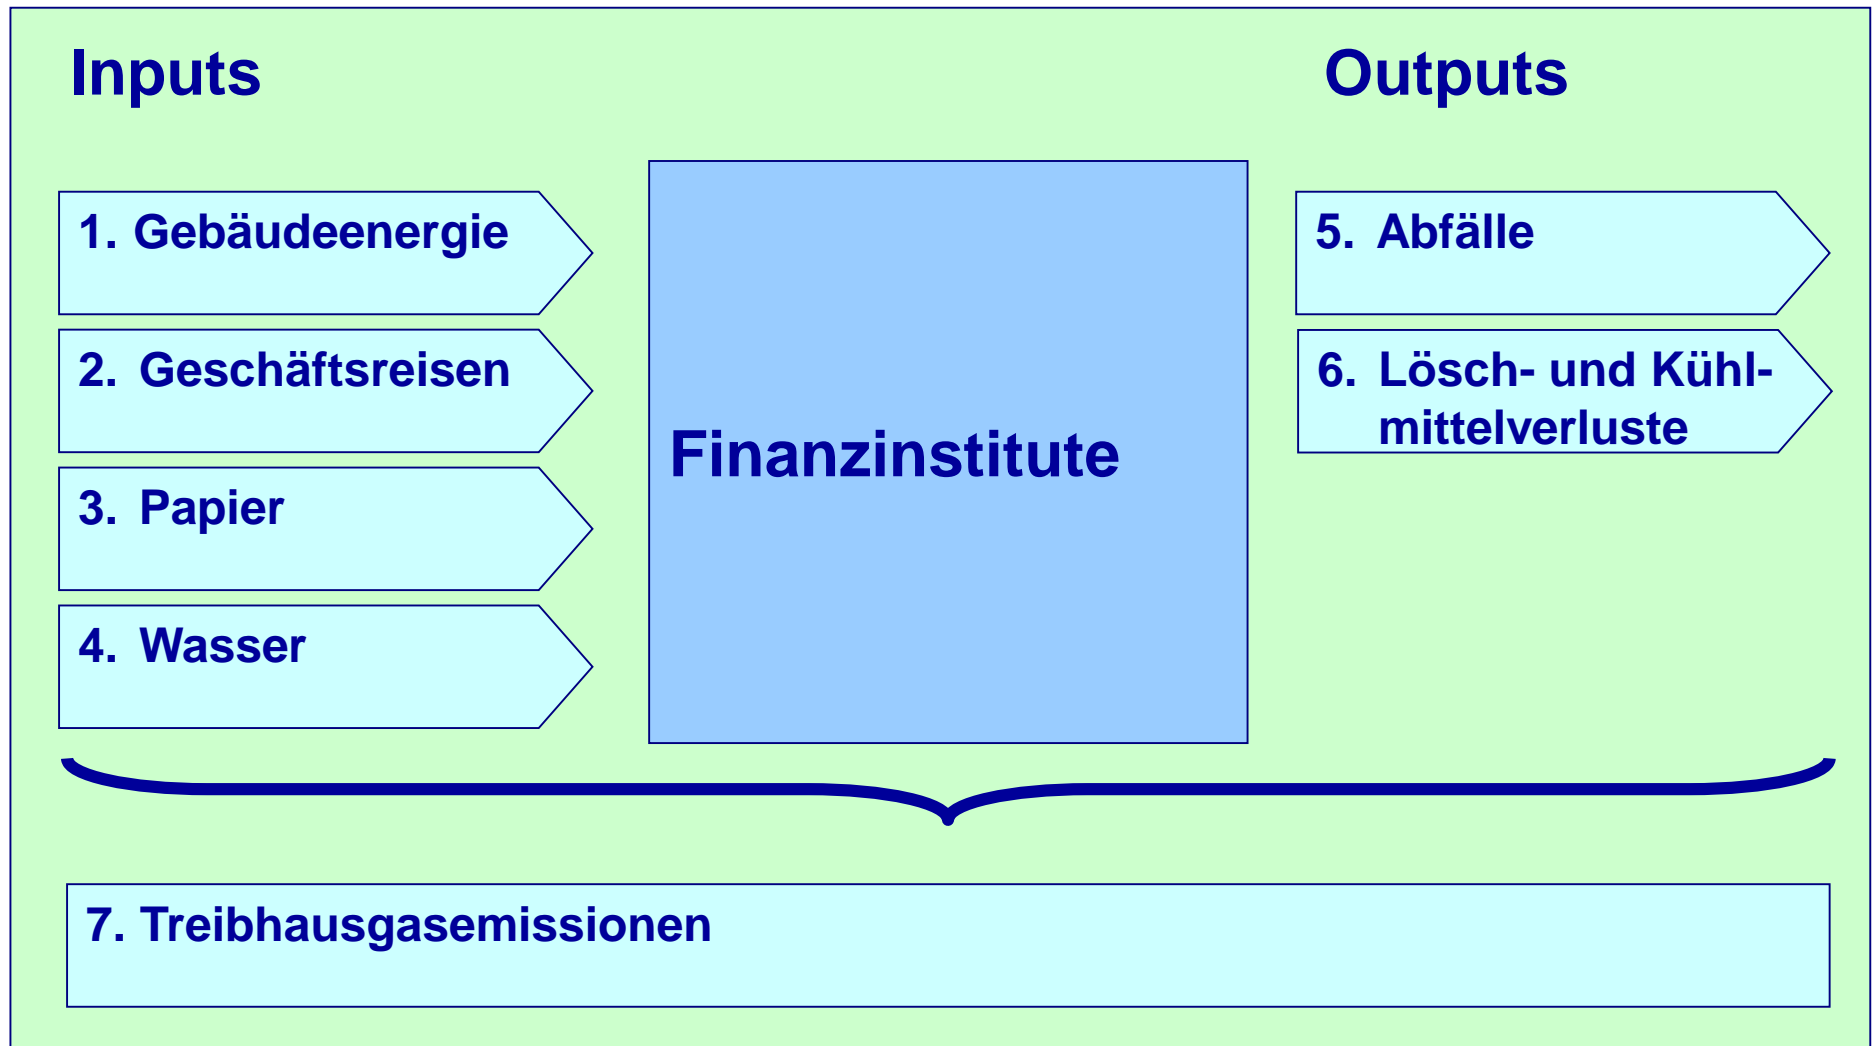 Inputs
Outputs
1. Gebäudeenergie
2. Geschäftsreisen
3. Papier
4. Wasser
Finanzinstitute
5. Abfälle
6. Lösch- und Kühl-
mittelverluste
7. Treibhausgasemissionen